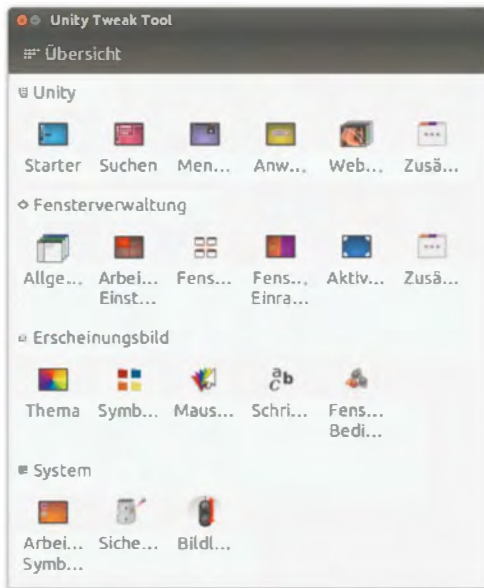 Unity Tweak Tool
Übersicht
Unity
Starter Suchen Men... Anw... Web... Zusä...
Fensterverwaltung
Allge... Arbei... Fens... Fens... Aktiv... Zusä...
Einst... Einra...
Erscheinungsbild
Thema Symb... Maus... Schri... Fens...
Bedi...
System
Arbei... Siche... Bildl...
Symb...